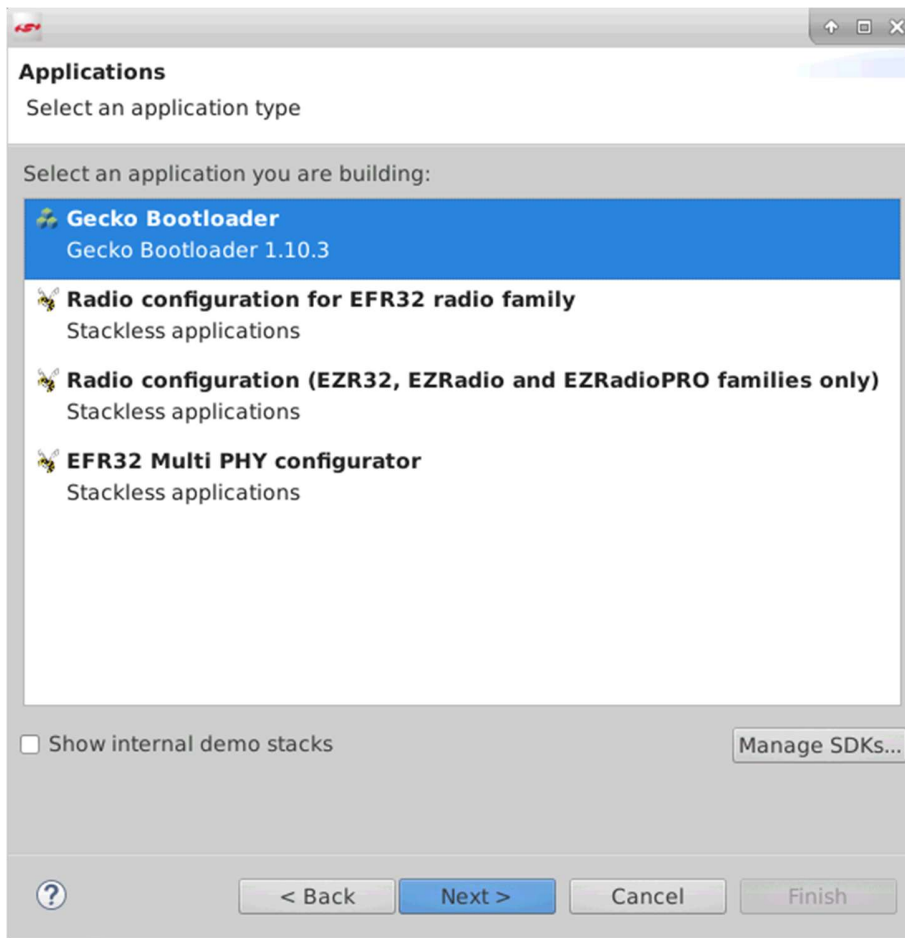 Applications
Select an application type
Select an application you are building:
Gecko Bootloader
Gecko Bootloader 1.10.3
Radio configuration for EFR32 radio family
Stackless applications
Radio configuration (EZR32, EZRadio and EZRadioPRO families only)
Stackless applications
EFR32 Multi PHY configurator
Stackless applications
Show internal demo stacks
Manage SDKs...
?
< Back
Next >
Cancel
Finish